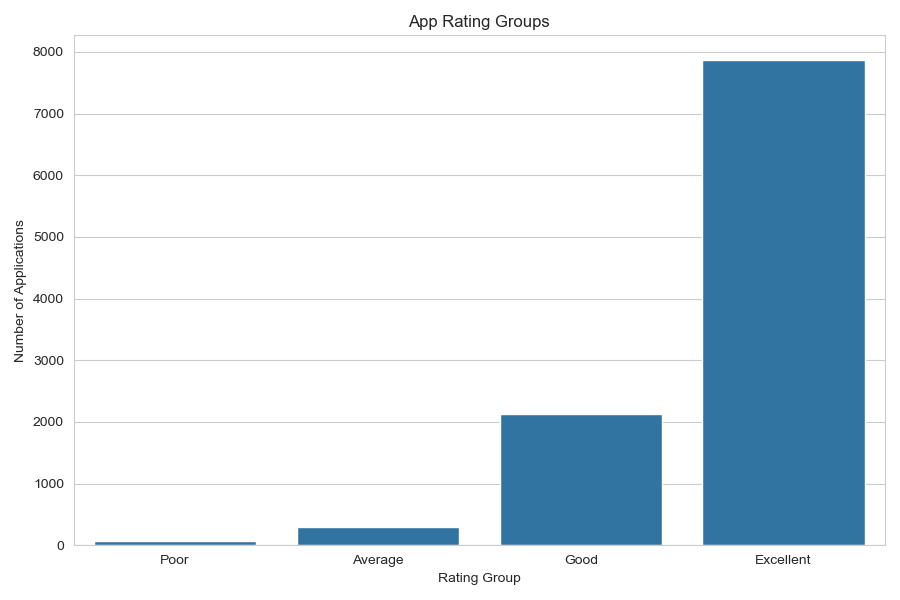 App Rating Groups
Number of Applications
8000
7000
6000
5000
4000
3000
2000
1000
0
Poor Average Good Excellent
Rating Group